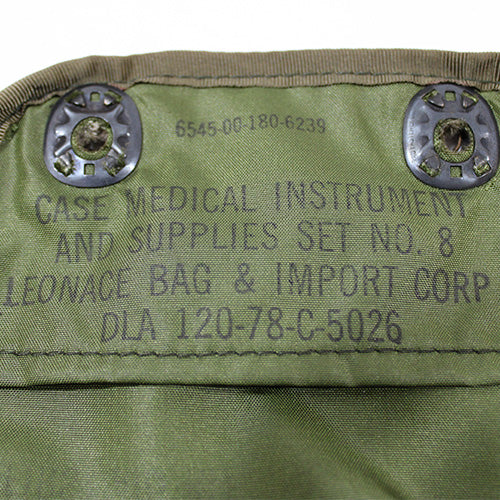 6545-00-180-6239
CASE MEDICAL INSTRUMENT
AND SUPPLIES SET NO. 8
LEONACE BAG & IMPORT CORP
DLA 120-78-C-5026